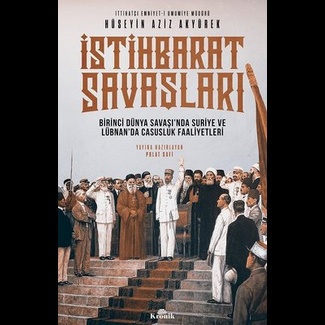 İTTİHATÇI EMNİYET-İ UMUMİYE MÜDÜRÜ
HÜSEYİN AZİZ AKYÜREK
İSTİHBARAT
SAVAŞLARI
BİRİNCİ DÜNYA SAVAŞI'NDA SURİYE VE
LÜBNAN'DA CASUSLUK FAALİYETLERİ
YAYINA HAZIRLAYAN
POLAT SAFİ
Kronik